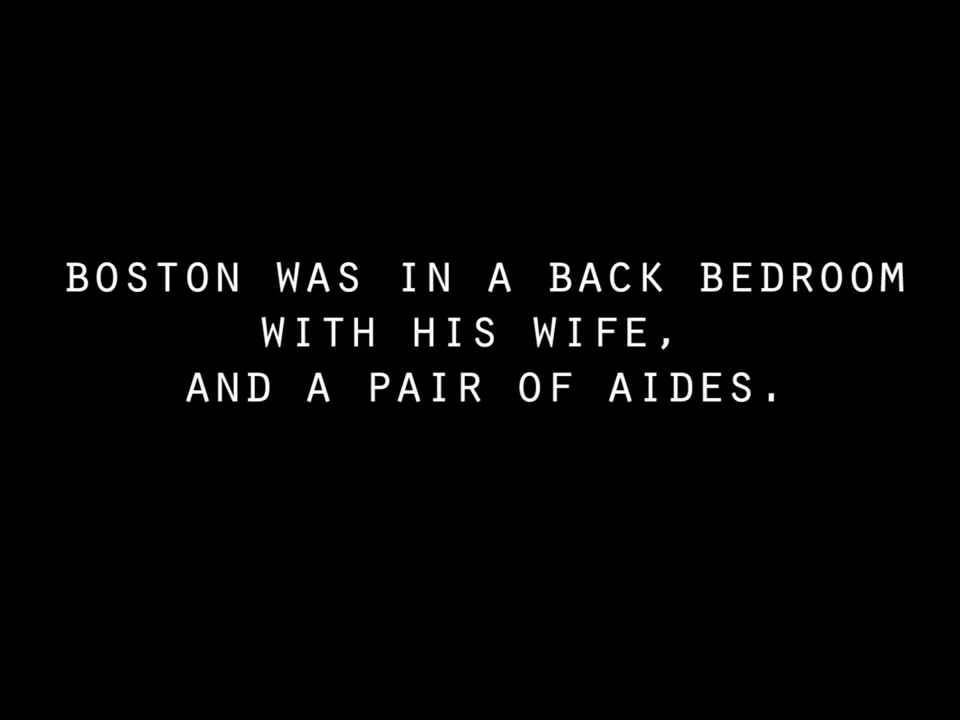 BOSTON WAS IN A BACK BEDROOM
WITH HIS WIFE,
AND A PAIR OF AIDES.